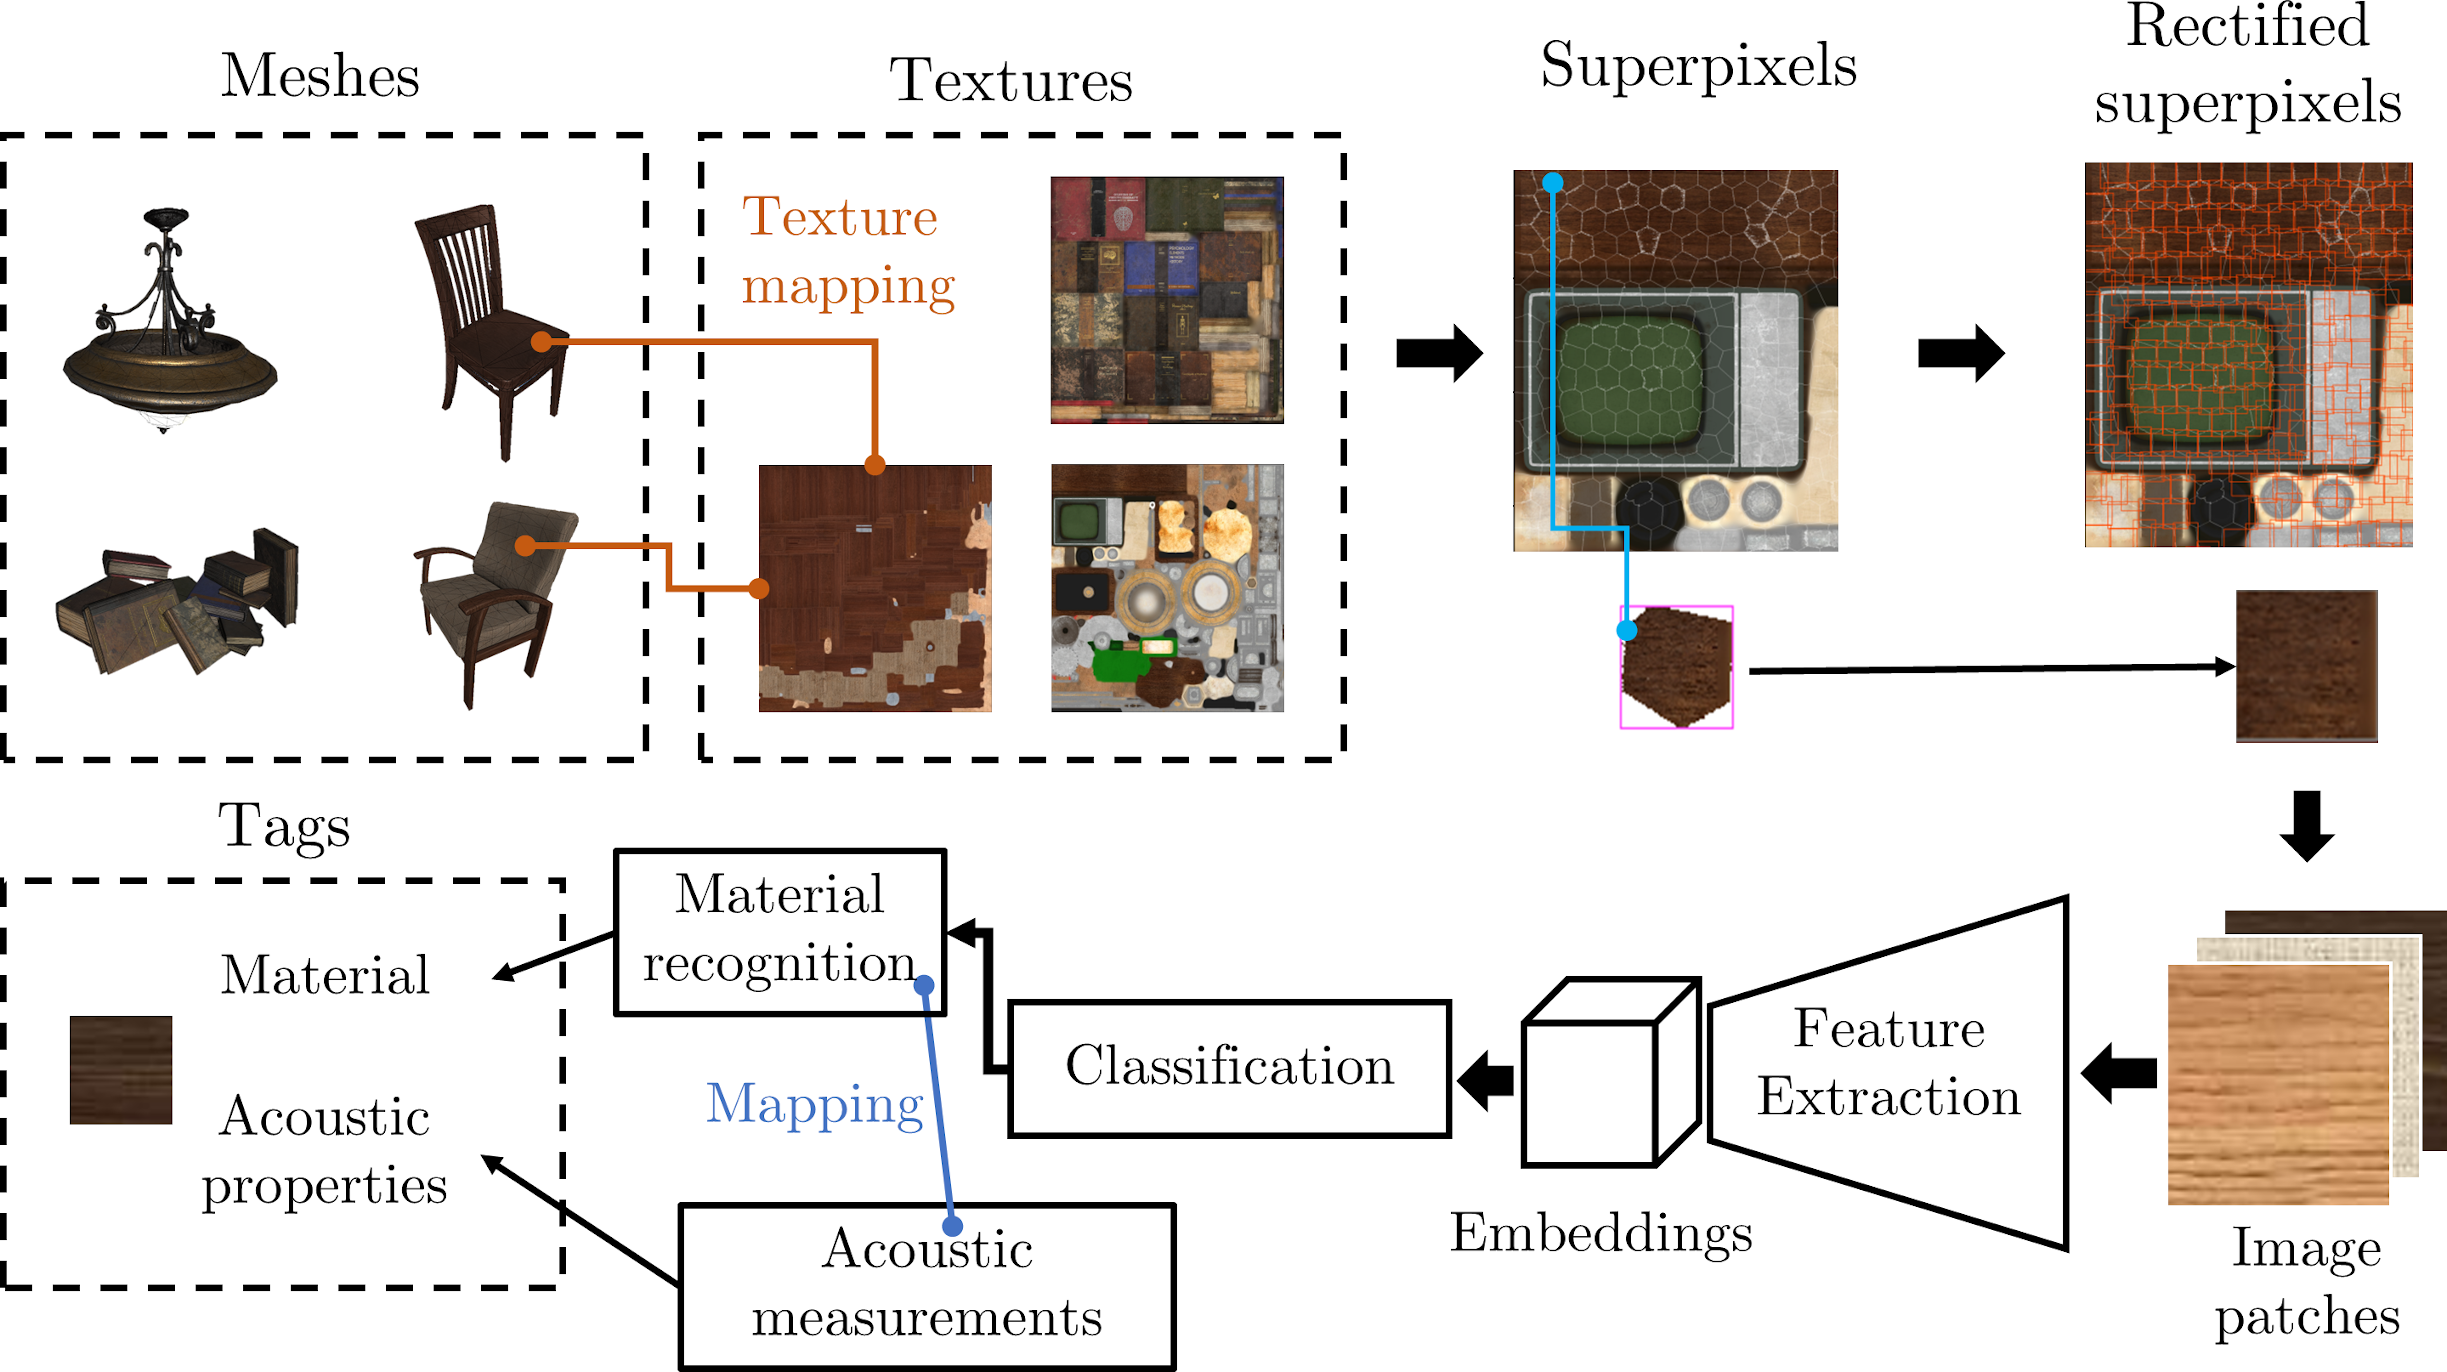 Meshes
Textures
Superpixels
Rectified
superpixels
Texture
mapping
Tags
Material
Acoustic
properties
Material
recognition
Mapping
Acoustic
measurements
Classification
Embeddings
Feature
Extraction
Image
patches